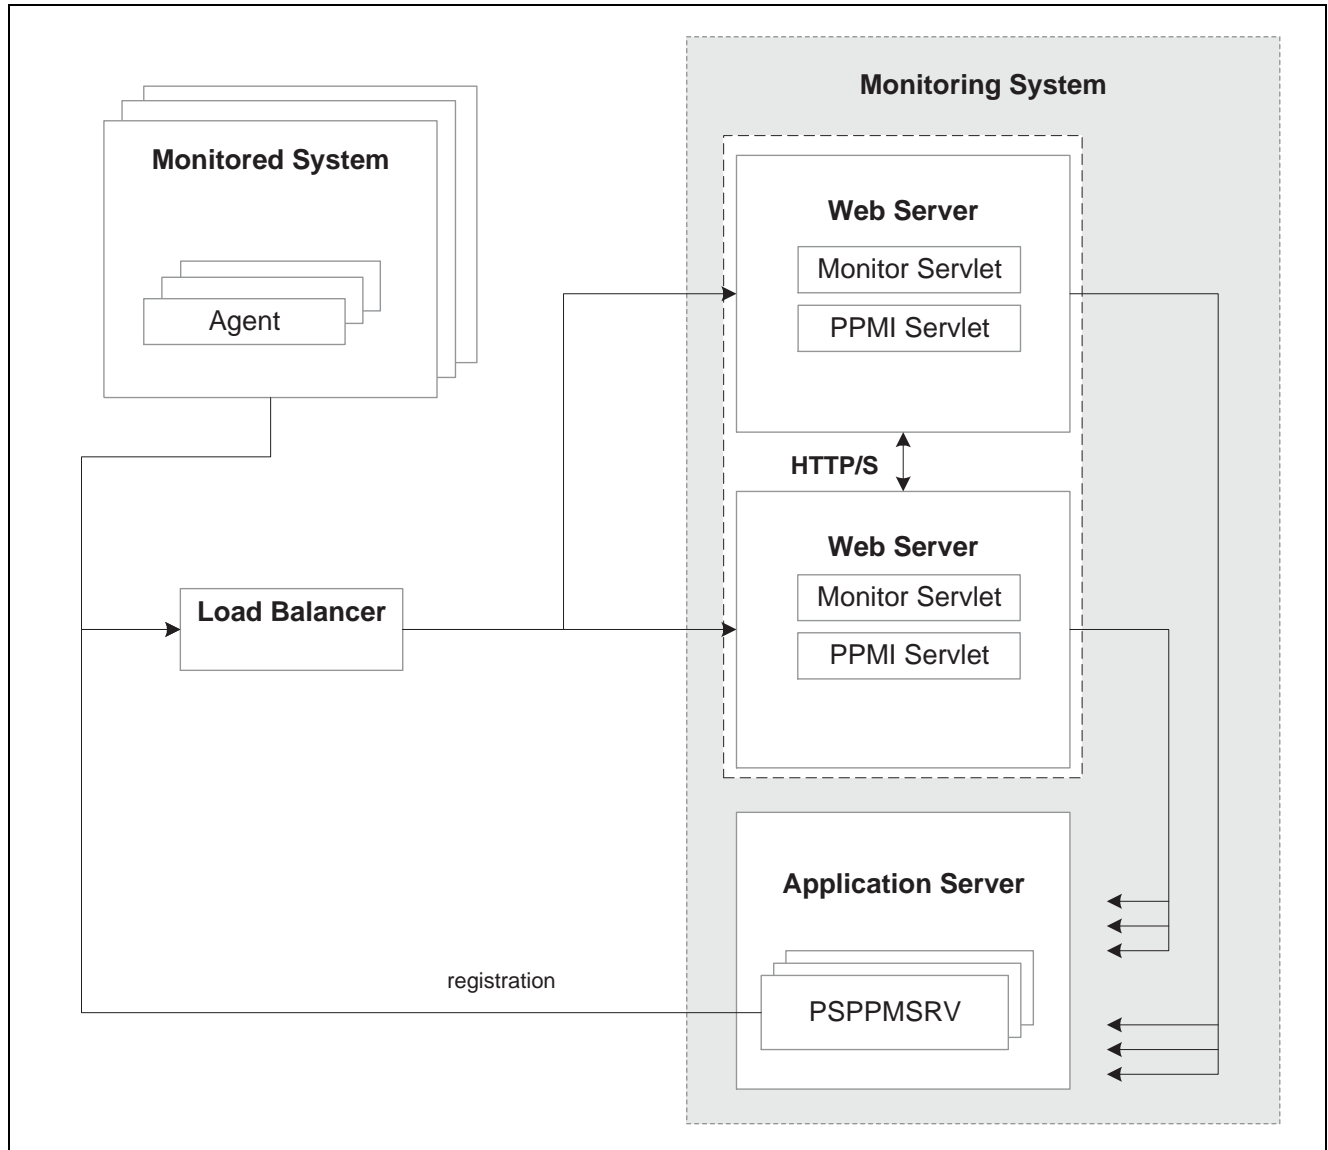 Monitoring System
Monitored System
Agent
Web Server
Monitor Servlet
PPMI Servlet
HTTP/S
Web Server
Monitor Servlet
PPMI Servlet
Load Balancer
Application Server
PSPPMSRV
registration